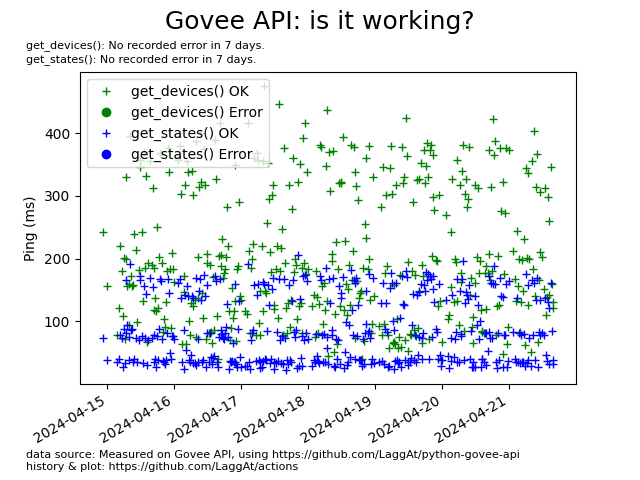 Govee API: is it working?
get_devices(): No recorded error in 7 days.
get_states(): No recorded error in 7 days.
get_devices() OK
get_devices() Error
get_states() OK
get_states() Error
Ping (ms)
400
300
200
100
2024-04-15
2024-04-16
2024-04-17
2024-04-18
2024-04-19
2024-04-20
2024-04-21
data source: Measured on Govee API, using https://github.com/LaggAt/python-govee-api
history & plot: https://github.com/LaggAt/actions